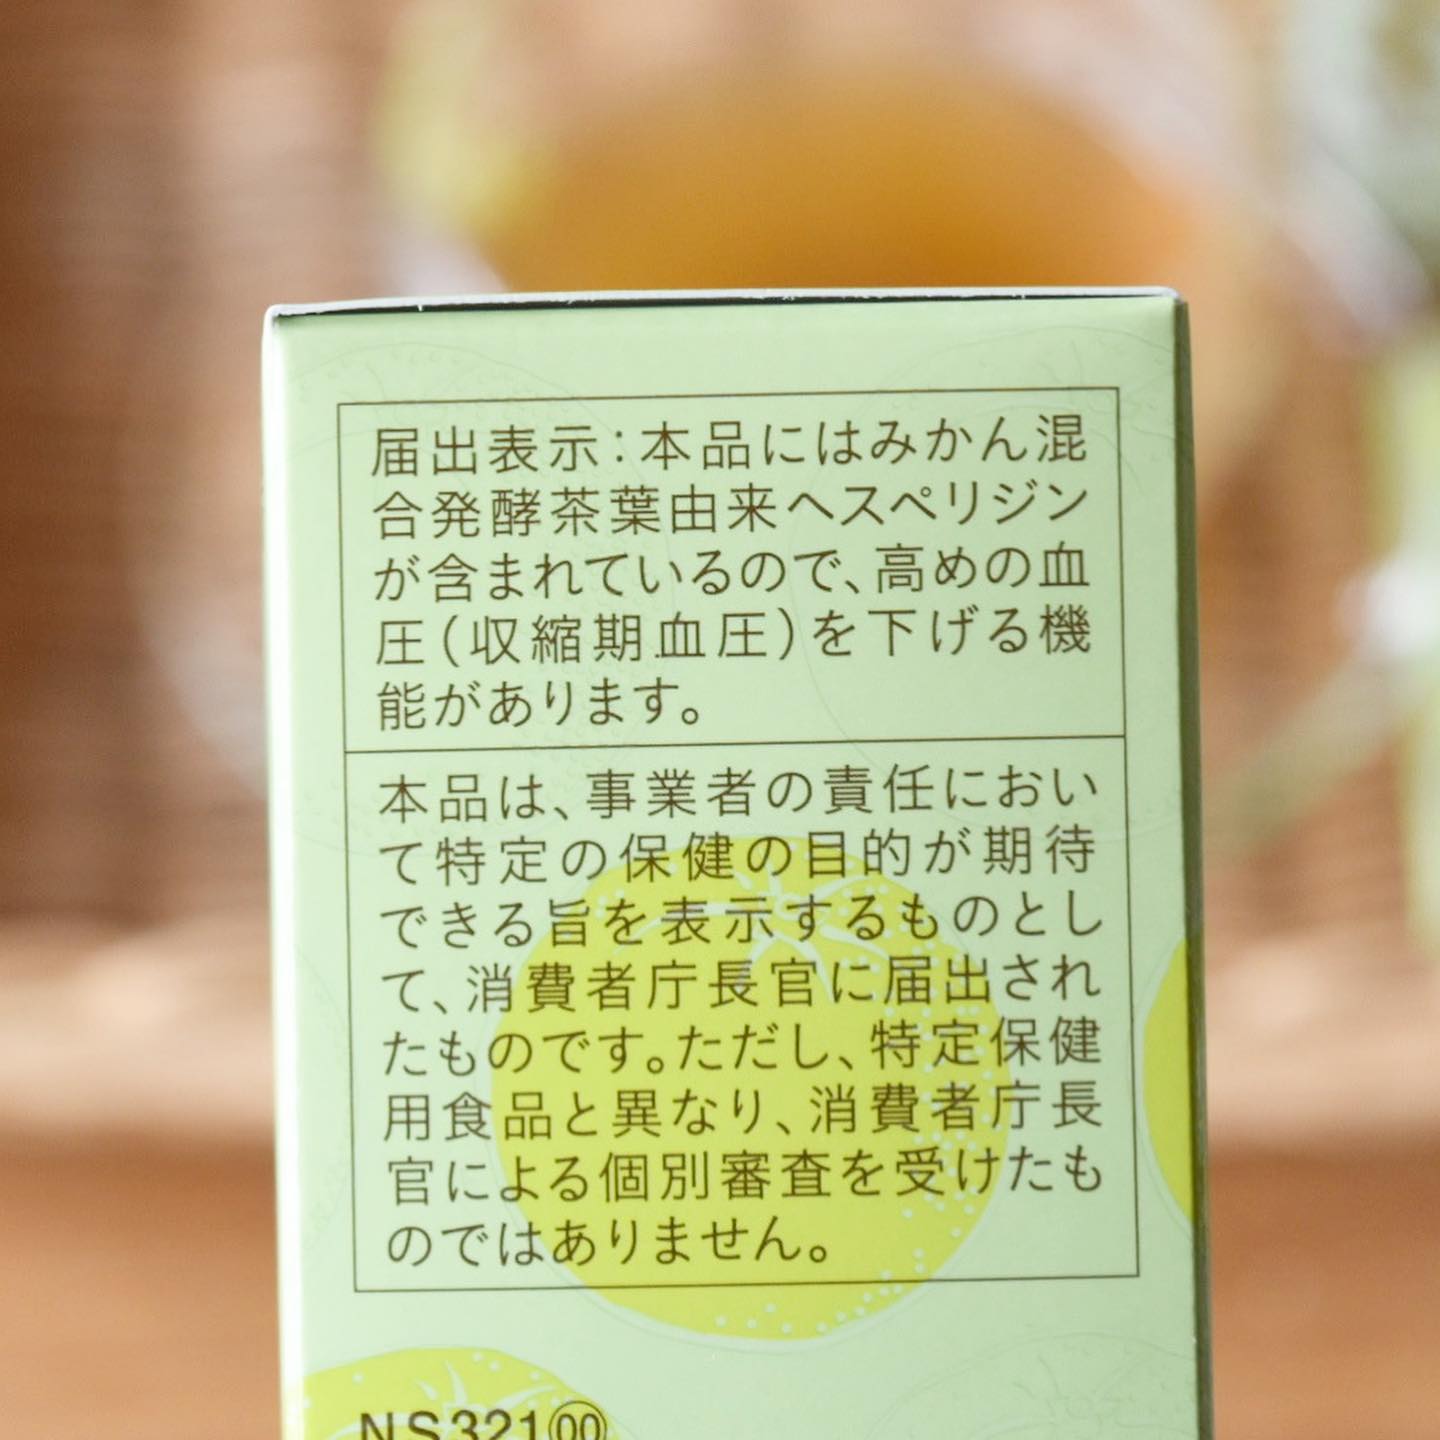 届出表示：本品にはみかん混
合発酵茶葉由来ヘスペリジン
が含まれているので、高めの血
圧(収縮期血圧)を下げる機
能があります。
本品は、事業者の責任におい
て特定の保健の目的が期待
できる旨を表示するものとし
て、消費者庁長官に届出され
たものです。ただし、特定保健
用食品と異なり、消費者庁長
官による個別審査を受けたも
のではありません。
NS321㊀